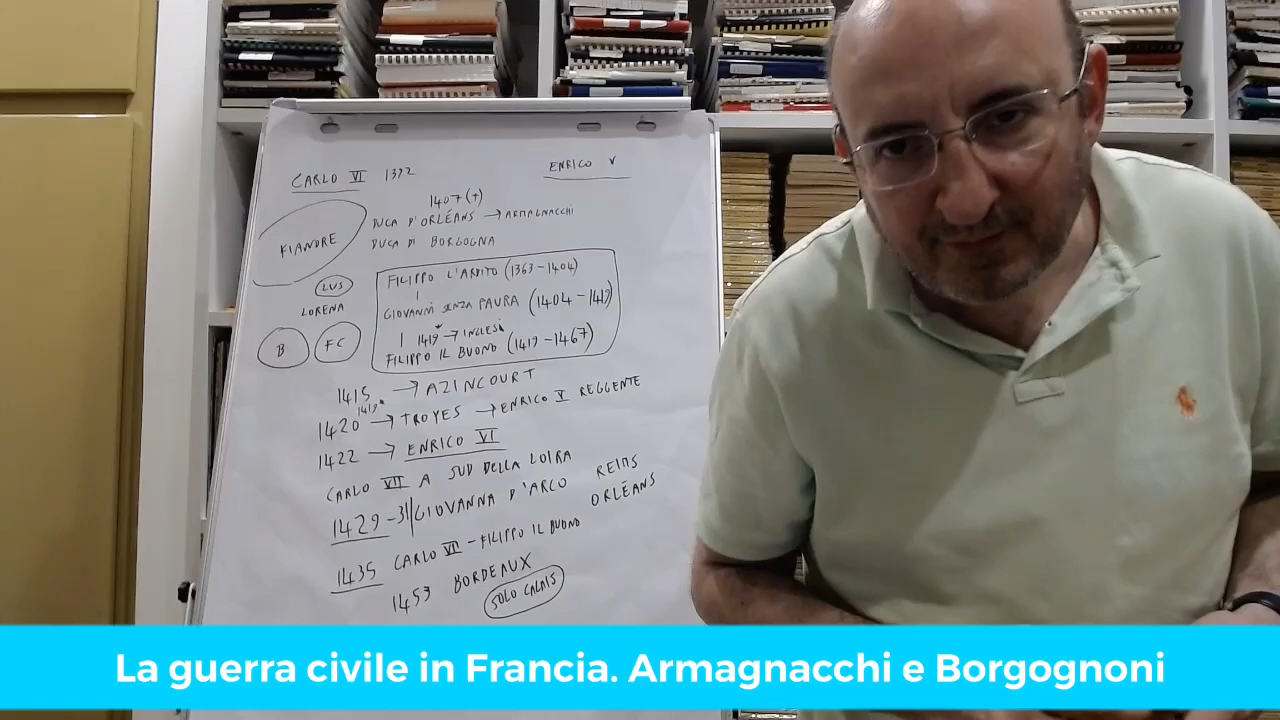 CARLO VI 1392
ENRICO V
1407 (+)
DUCA D'ORLÉANS → ARMAGNACCHI
DUCA DI BORGOGNA
FIANDRE
LUS
LORENA
B
FC
FILIPPO L'ARDITO (1363-1404)
GIOVANNI SENZA PAURA (1404-1419)
1419 → INGLESI
FILIPPO IL BUONO (1419-1467)
1415 → AZINCOURT
1419
1420 → TROYES → ENRICO V REGGENTE
1422 → ENRICO VI
CARLO VII A SUD DELLA LOIRA
1429-31 GIOVANNA D'ARCO REIMS
ORLÉANS
1435 CARLO VII - FILIPPO IL BUONO
1453 BORDEAUX
SOLO CALAIS
La guerra civile in Francia. Armagnacchi e Borgognoni